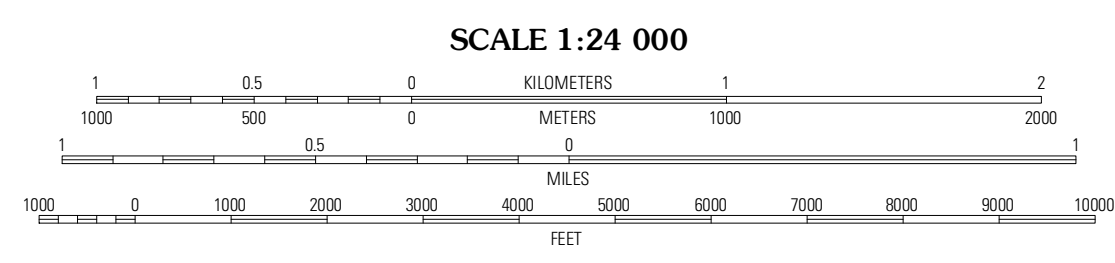 SCALE 1:24 000
1 0.5 0 KILOMETERS 1 2
1000 500 0 METERS 1000 2000
1 0.5 0 1
MILES
1000 0 1000 2000 3000 4000 5000 6000 7000 8000 9000 10000
FEET